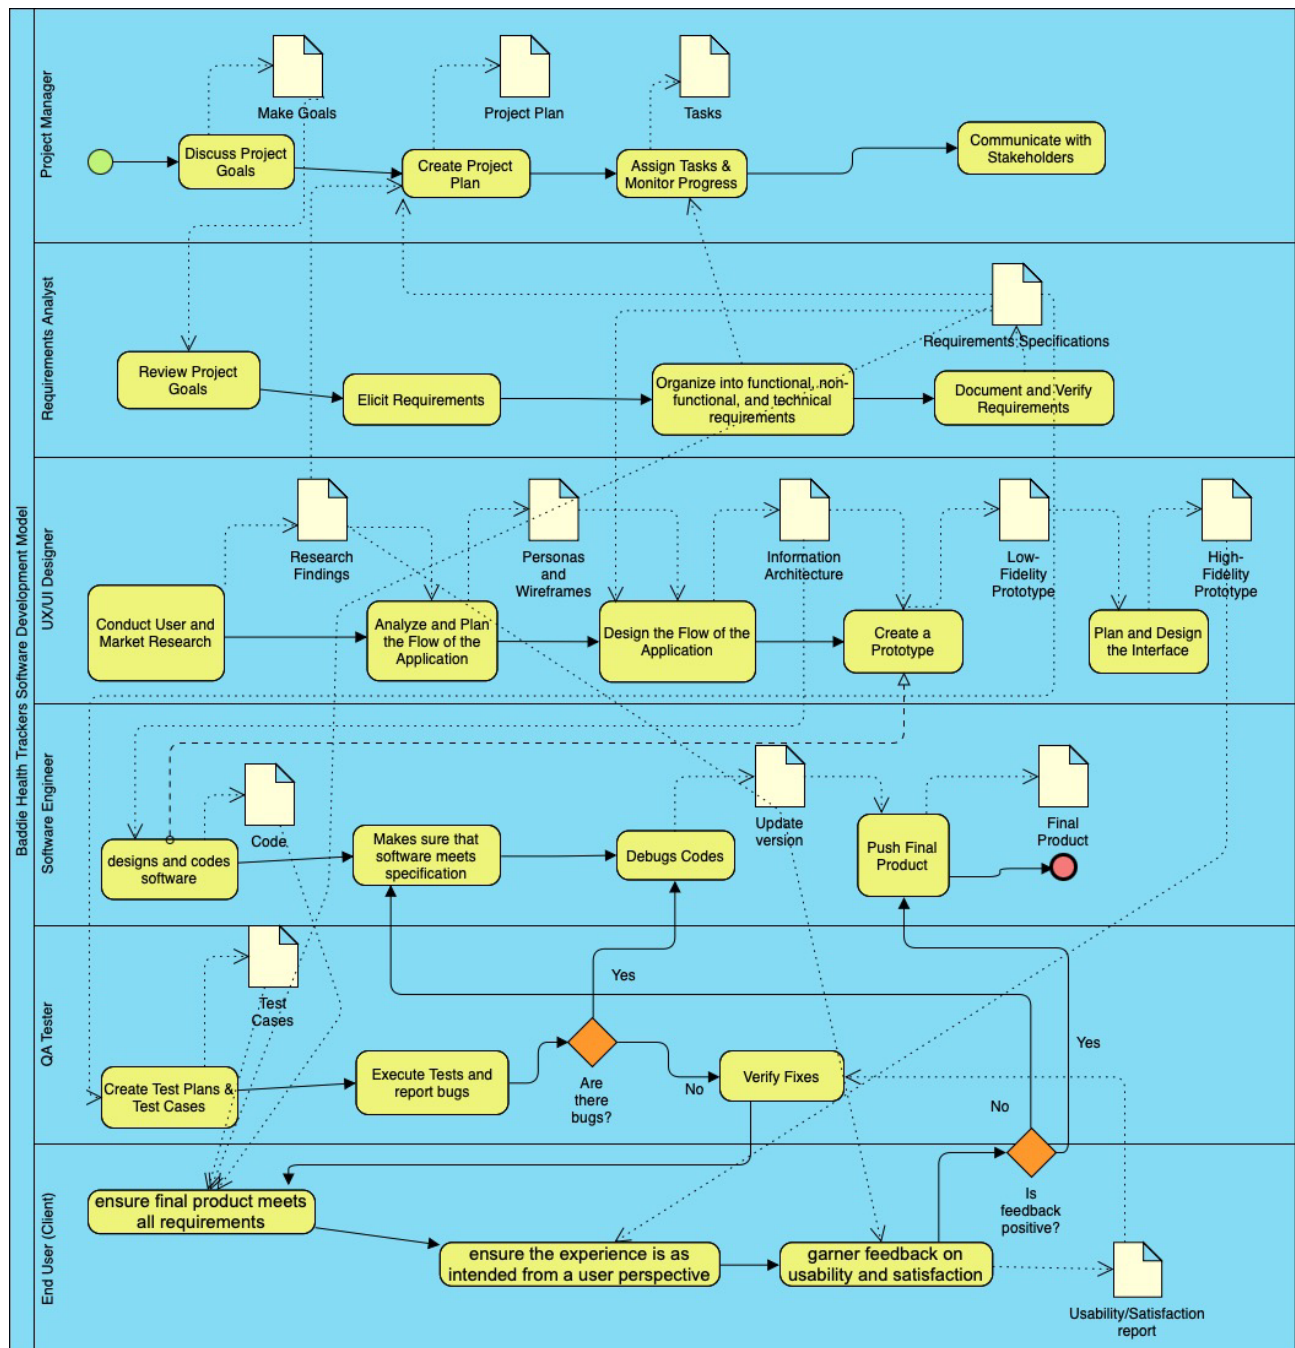 Baddie Health Trackers Software Development Model
Project Manager
Make Goals
Project Plan
Tasks
Discuss Project
Goals
Create Project
Plan
Assign Tasks &
Monitor Progress
Communicate with
Stakeholders
Requirements Analyst
Requirements Specifications
Review Project
Goals
Elicit Requirements
Organize into functional, non-
functional, and technical
requirements
Document and Verify
Requirements
UX/UI Designer
Research
Findings
Personas
and
Wireframes
Information
Architecture
Low-
Fidelity
Prototype
High-
Fidelity
Prototype
Conduct User and
Market Research
Analyze and Plan
the Flow of the
Application
Design the Flow of the
Application
Create a
Prototype
Plan and Design
the Interface
Software Engineer
Code
Update
version
Final
Product
designs and codes
software
Makes sure that
software meets
specification
Debugs Codes
Push Final
Product
QA Tester
Test
Cases
Yes
Yes
Create Test Plans &
Test Cases
Execute Tests and
report bugs
Are
there
bugs?
No
Verify Fixes
No
End User (Client)
ensure final product meets
all requirements
ensure the experience is as
intended from a user perspective
garner feedback on
usability and satisfaction
Is
feedback
positive?
Usability/Satisfaction
report